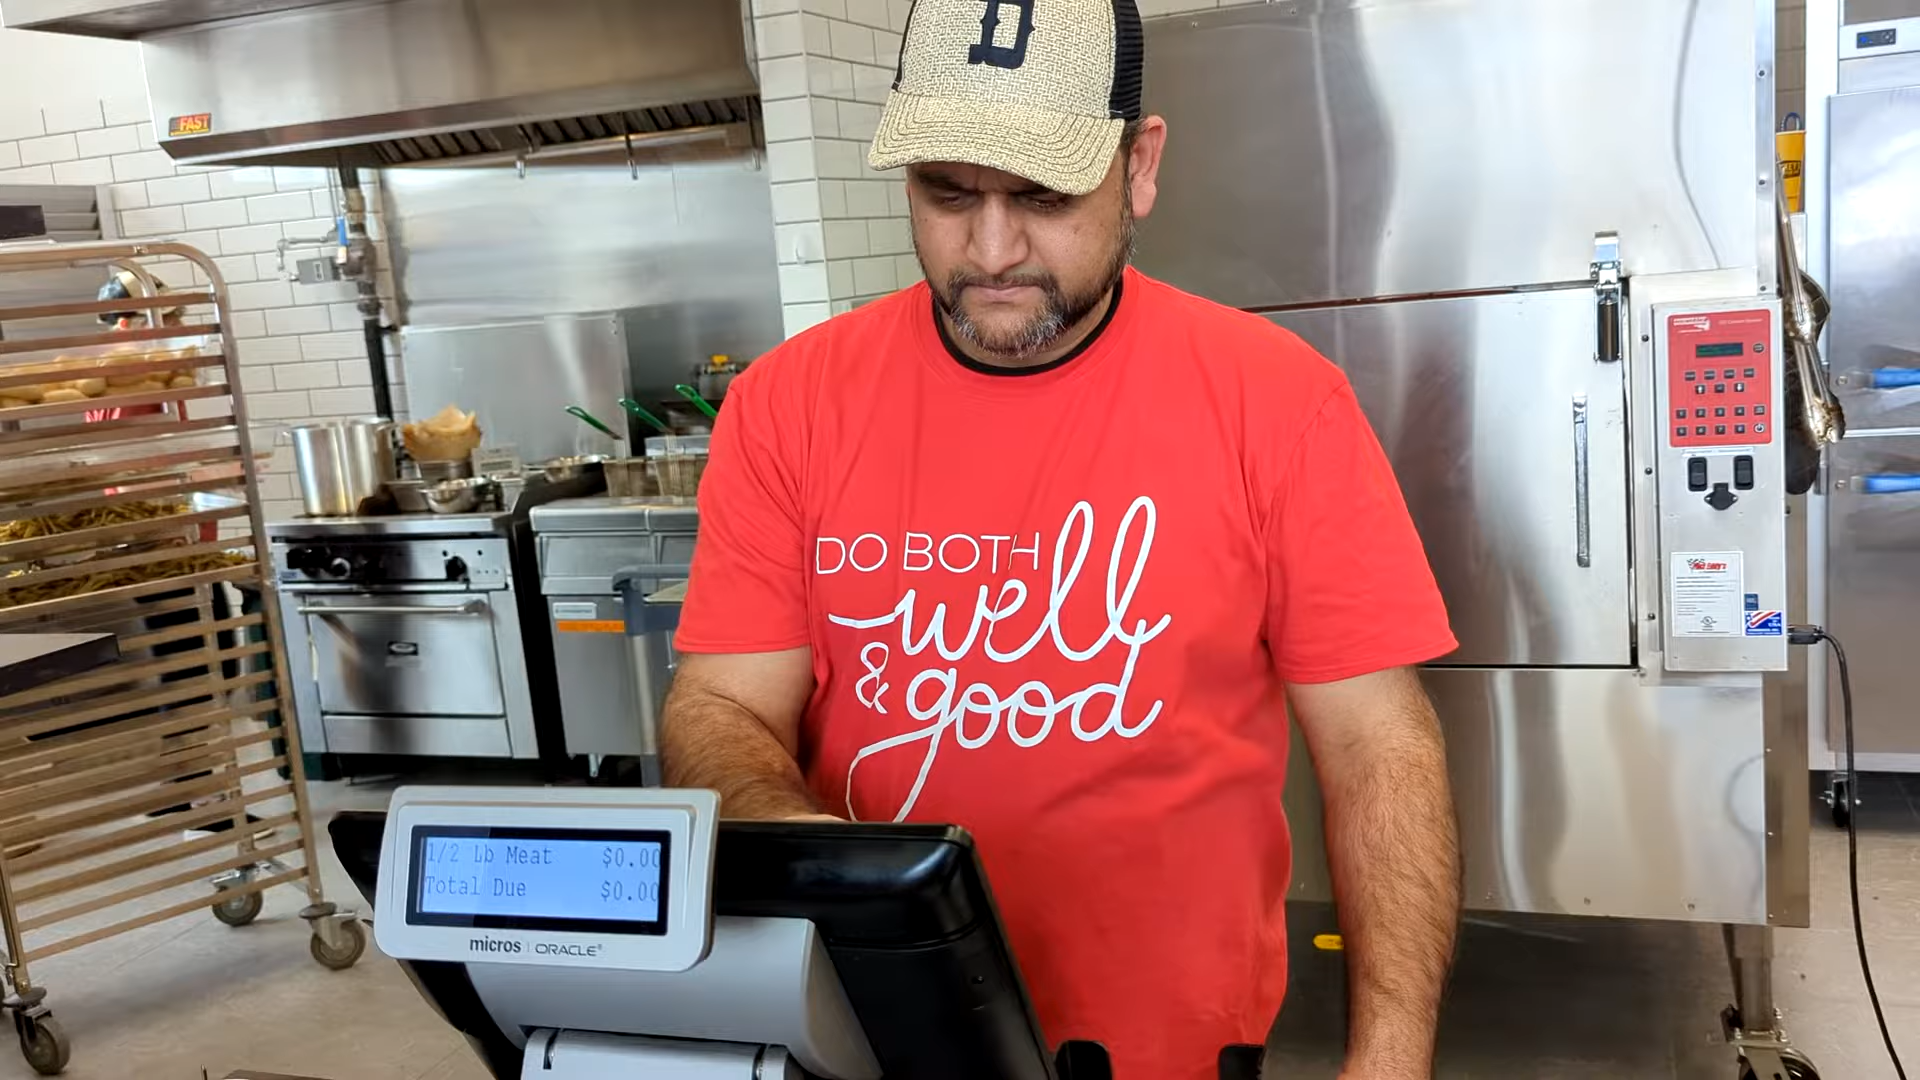 D
FAST
DO BOTH
well
& good
1/2 Lb Meat $0.00
Total Due $0.00
micros | ORACLE®